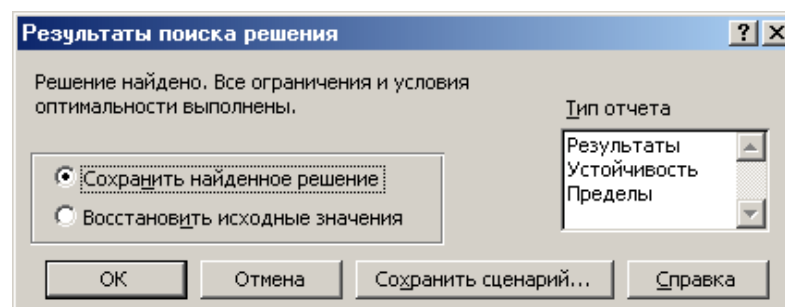 Результаты поиска решения
Решение найдено. Все ограничения и условия
оптимальности выполнены.
Тип отчета
Результаты
Устойчивость
Пределы
Сохранить найденное решение
Восстановить исходные значения
ОК
Отмена
Сохранить сценарий...
Справка